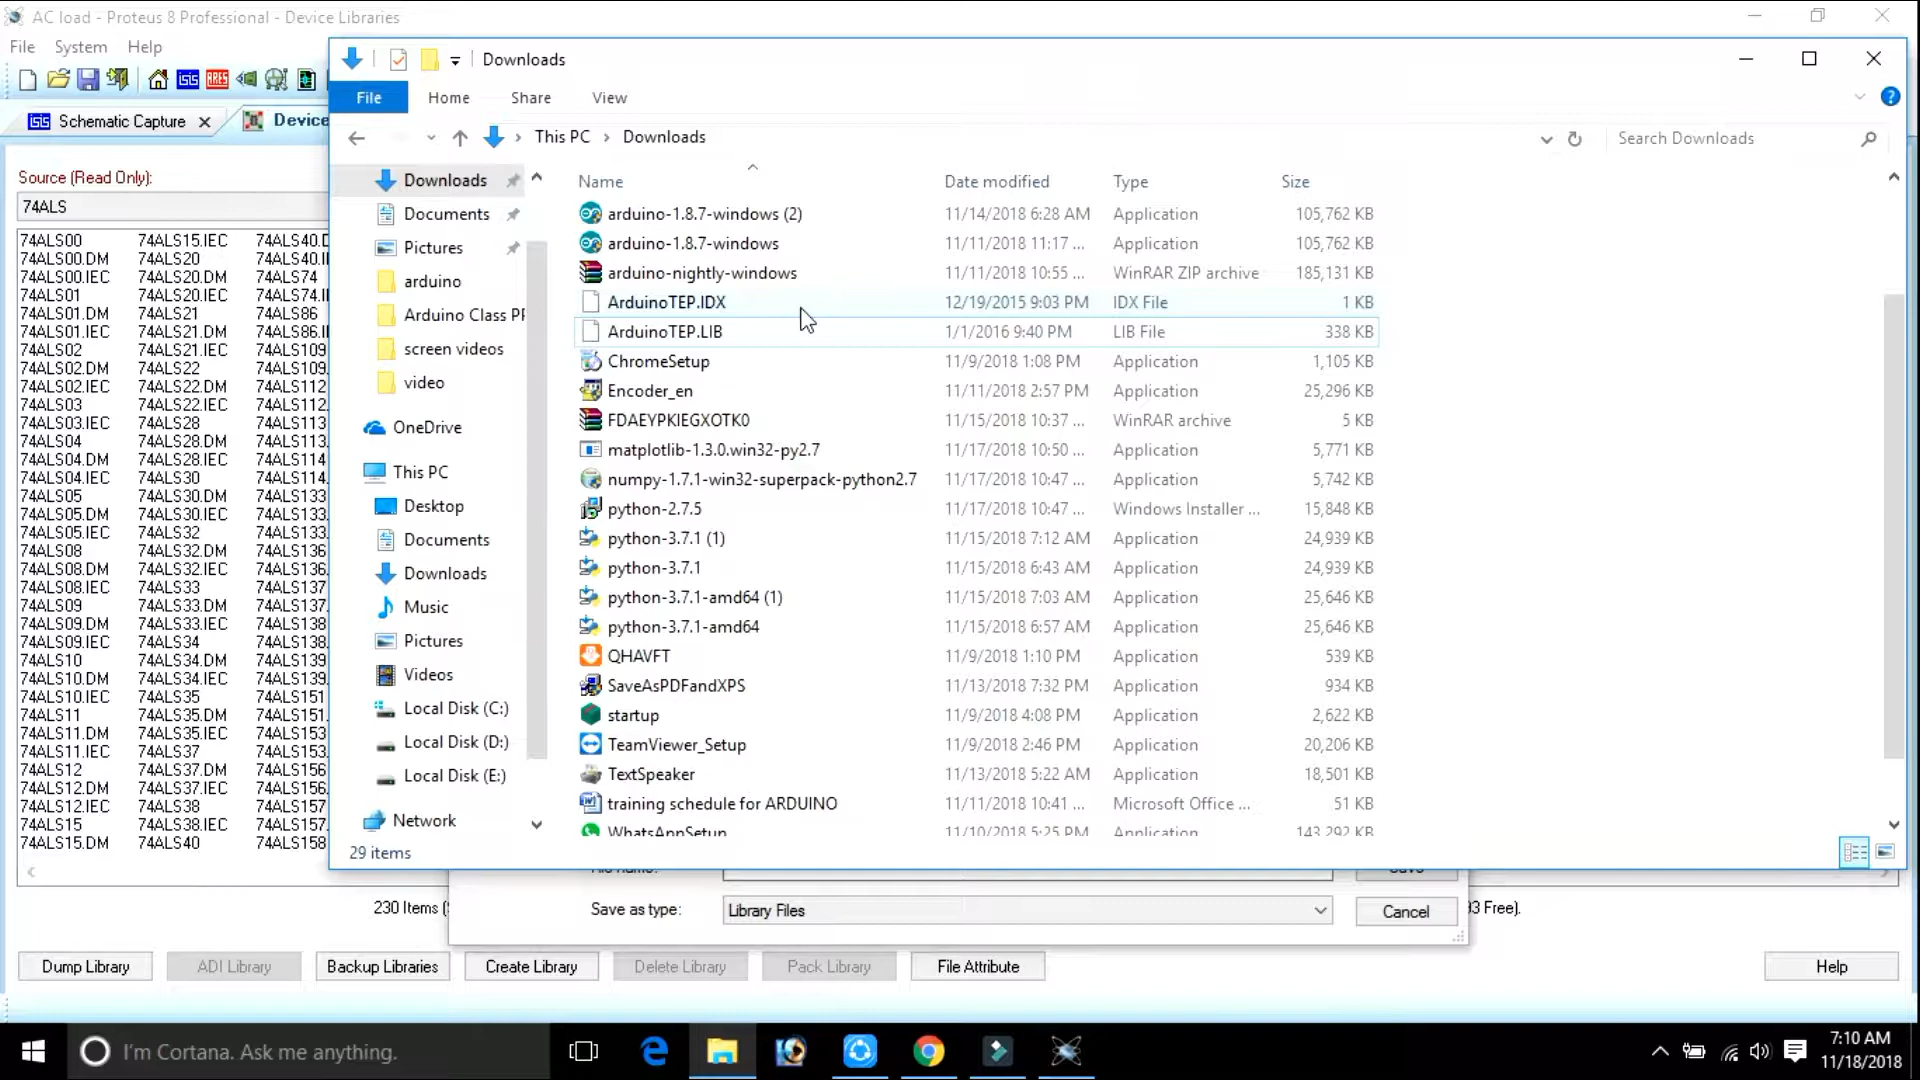 AC load - Proteus 8 Professional - Device Libraries
File System Help
Schematic Capture
Device
Source (Read Only):
74ALS
74ALS00 74ALS15.IEC 74ALS40.D
74ALS00.DM 74ALS20 74ALS40.I
74ALS00.IEC 74ALS20.DM 74ALS74
74ALS01 74ALS20.IEC 74ALS74.II
74ALS01.DM 74ALS21 74ALS86
74ALS01.IEC 74ALS21.DM 74ALS86.I
74ALS02 74ALS21.IEC 74ALS109
74ALS02.DM 74ALS22 74ALS109.
74ALS02.IEC 74ALS22.DM 74ALS112
74ALS03 74ALS22.IEC 74ALS112.
74ALS03.IEC 74ALS28 74ALS113
74ALS04 74ALS28.DM 74ALS113.
74ALS04.DM 74ALS28.IEC 74ALS114
74ALS04.IEC 74ALS30 74ALS114.
74ALS05 74ALS30.DM 74ALS133
74ALS05.DM 74ALS30.IEC 74ALS133.
74ALS05.IEC 74ALS32 74ALS133.
74ALS08 74ALS32.DM 74ALS136
74ALS08.DM 74ALS32.IEC 74ALS136.
74ALS08.IEC 74ALS33 74ALS137
74ALS09 74ALS33.DM 74ALS137.
74ALS09.DM 74ALS33.IEC 74ALS138
74ALS09.IEC 74ALS34 74ALS138.
74ALS10 74ALS34.DM 74ALS139
74ALS10.DM 74ALS34.IEC 74ALS139.
74ALS10.IEC 74ALS35 74ALS151
74ALS11 74ALS35.DM 74ALS151.
74ALS11.DM 74ALS35.IEC 74ALS153
74ALS11.IEC 74ALS37 74ALS153.
74ALS12 74ALS37.DM 74ALS156
74ALS12.DM 74ALS37.IEC 74ALS156.
74ALS12.IEC 74ALS38 74ALS157
74ALS15 74ALS38.IEC 74ALS157.
74ALS15.DM 74ALS40 74ALS158
Downloads
File Home Share View
This PC > Downloads
Search Downloads
Downloads
Documents
Pictures
arduino
Arduino Class PF
screen videos
video
OneDrive
This PC
Desktop
Documents
Downloads
Music
Pictures
Videos
Local Disk (C:)
Local Disk (D:)
Local Disk (E:)
Network
Name Date modified Type Size
arduino-1.8.7-windows (2) 11/14/2018 6:28 AM Application 105,762 KB
arduino-1.8.7-windows 11/11/2018 11:17 ... Application 105,762 KB
arduino-nightly-windows 11/11/2018 10:55 ... WinRAR ZIP archive 185,131 KB
ArduinoTEP.IDX 12/19/2015 9:03 PM IDX File 1 KB
ArduinoTEP.LIB 1/1/2016 9:40 PM LIB File 338 KB
ChromeSetup 11/9/2018 1:08 PM Application 1,105 KB
Encoder_en 11/11/2018 2:57 PM Application 25,296 KB
FDAEYPKIEGXOTK0 11/15/2018 10:37 ... WinRAR archive 5 KB
matplotlib-1.3.0.win32-py2.7 11/17/2018 10:50 ... Application 5,771 KB
numpy-1.7.1-win32-superpack-python2.7 11/17/2018 10:47 ... Application 5,742 KB
python-2.7.5 11/17/2018 10:47 ... Windows Installer ... 15,848 KB
python-3.7.1 (1) 11/15/2018 7:12 AM Application 24,939 KB
python-3.7.1 11/15/2018 6:43 AM Application 24,939 KB
python-3.7.1-amd64 (1) 11/15/2018 7:03 AM Application 25,646 KB
python-3.7.1-amd64 11/15/2018 6:57 AM Application 25,646 KB
QHAVFT 11/9/2018 1:10 PM Application 539 KB
SaveAsPDFandXPS 11/13/2018 7:32 PM Application 934 KB
startup 11/9/2018 4:08 PM Application 2,622 KB
TeamViewer_Setup 11/9/2018 2:46 PM Application 20,206 KB
TextSpeaker 11/13/2018 5:22 AM Application 18,501 KB
training schedule for ARDUINO 11/11/2018 10:41 ... Microsoft Office ... 51 KB
WhatsAppSetup 11/10/2018 5:25 PM Application 143,292 KB
29 items
File name: Save
230 Items ( Save as type: Library Files Cancel 3 Free).
Dump Library ADI Library Backup Libraries Create Library Delete Library Pack Library File Attribute Help
I'm Cortana. Ask me anything.
7:10 AM
11/18/2018